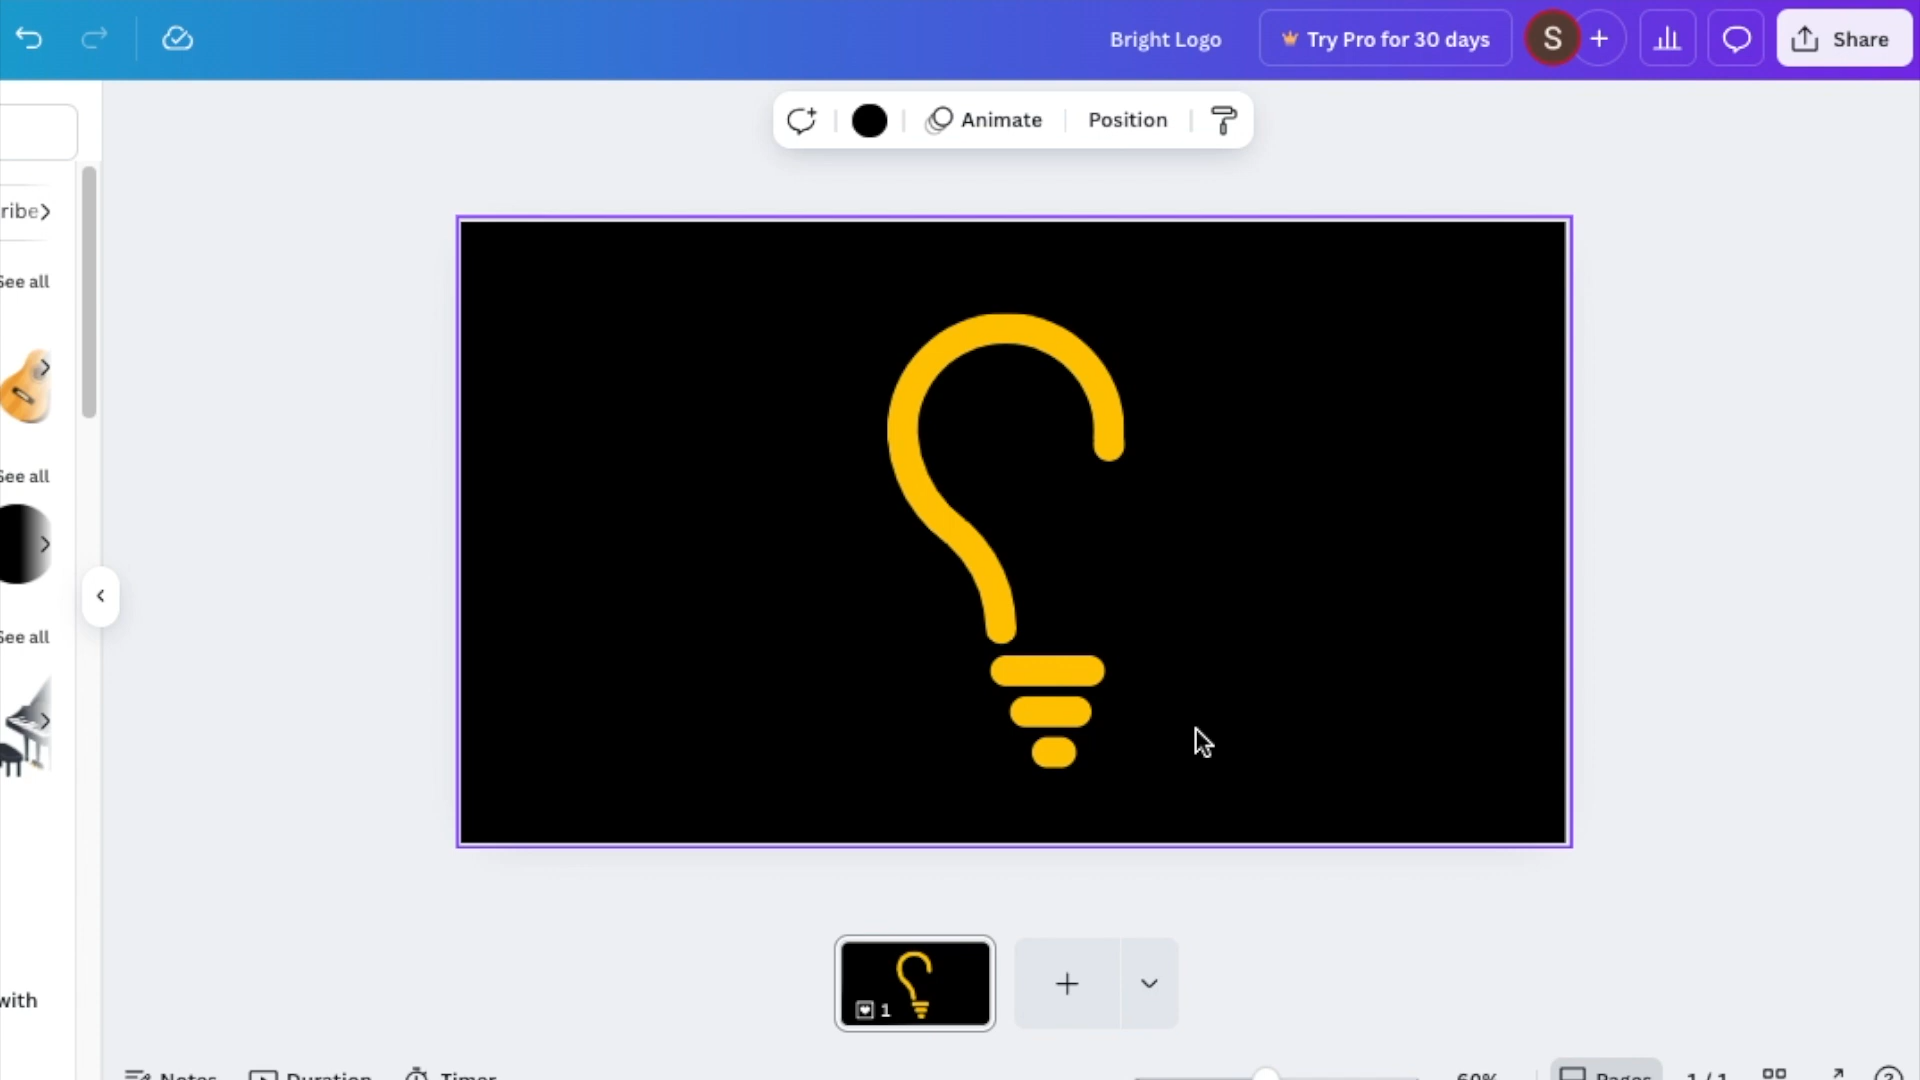 Bright Logo
Try Pro for 30 days
S
Share
Animate
Position
ribe
See all
See all
See all
with
1
Notes
Duration
Timer
60%
Pages
1 / 1